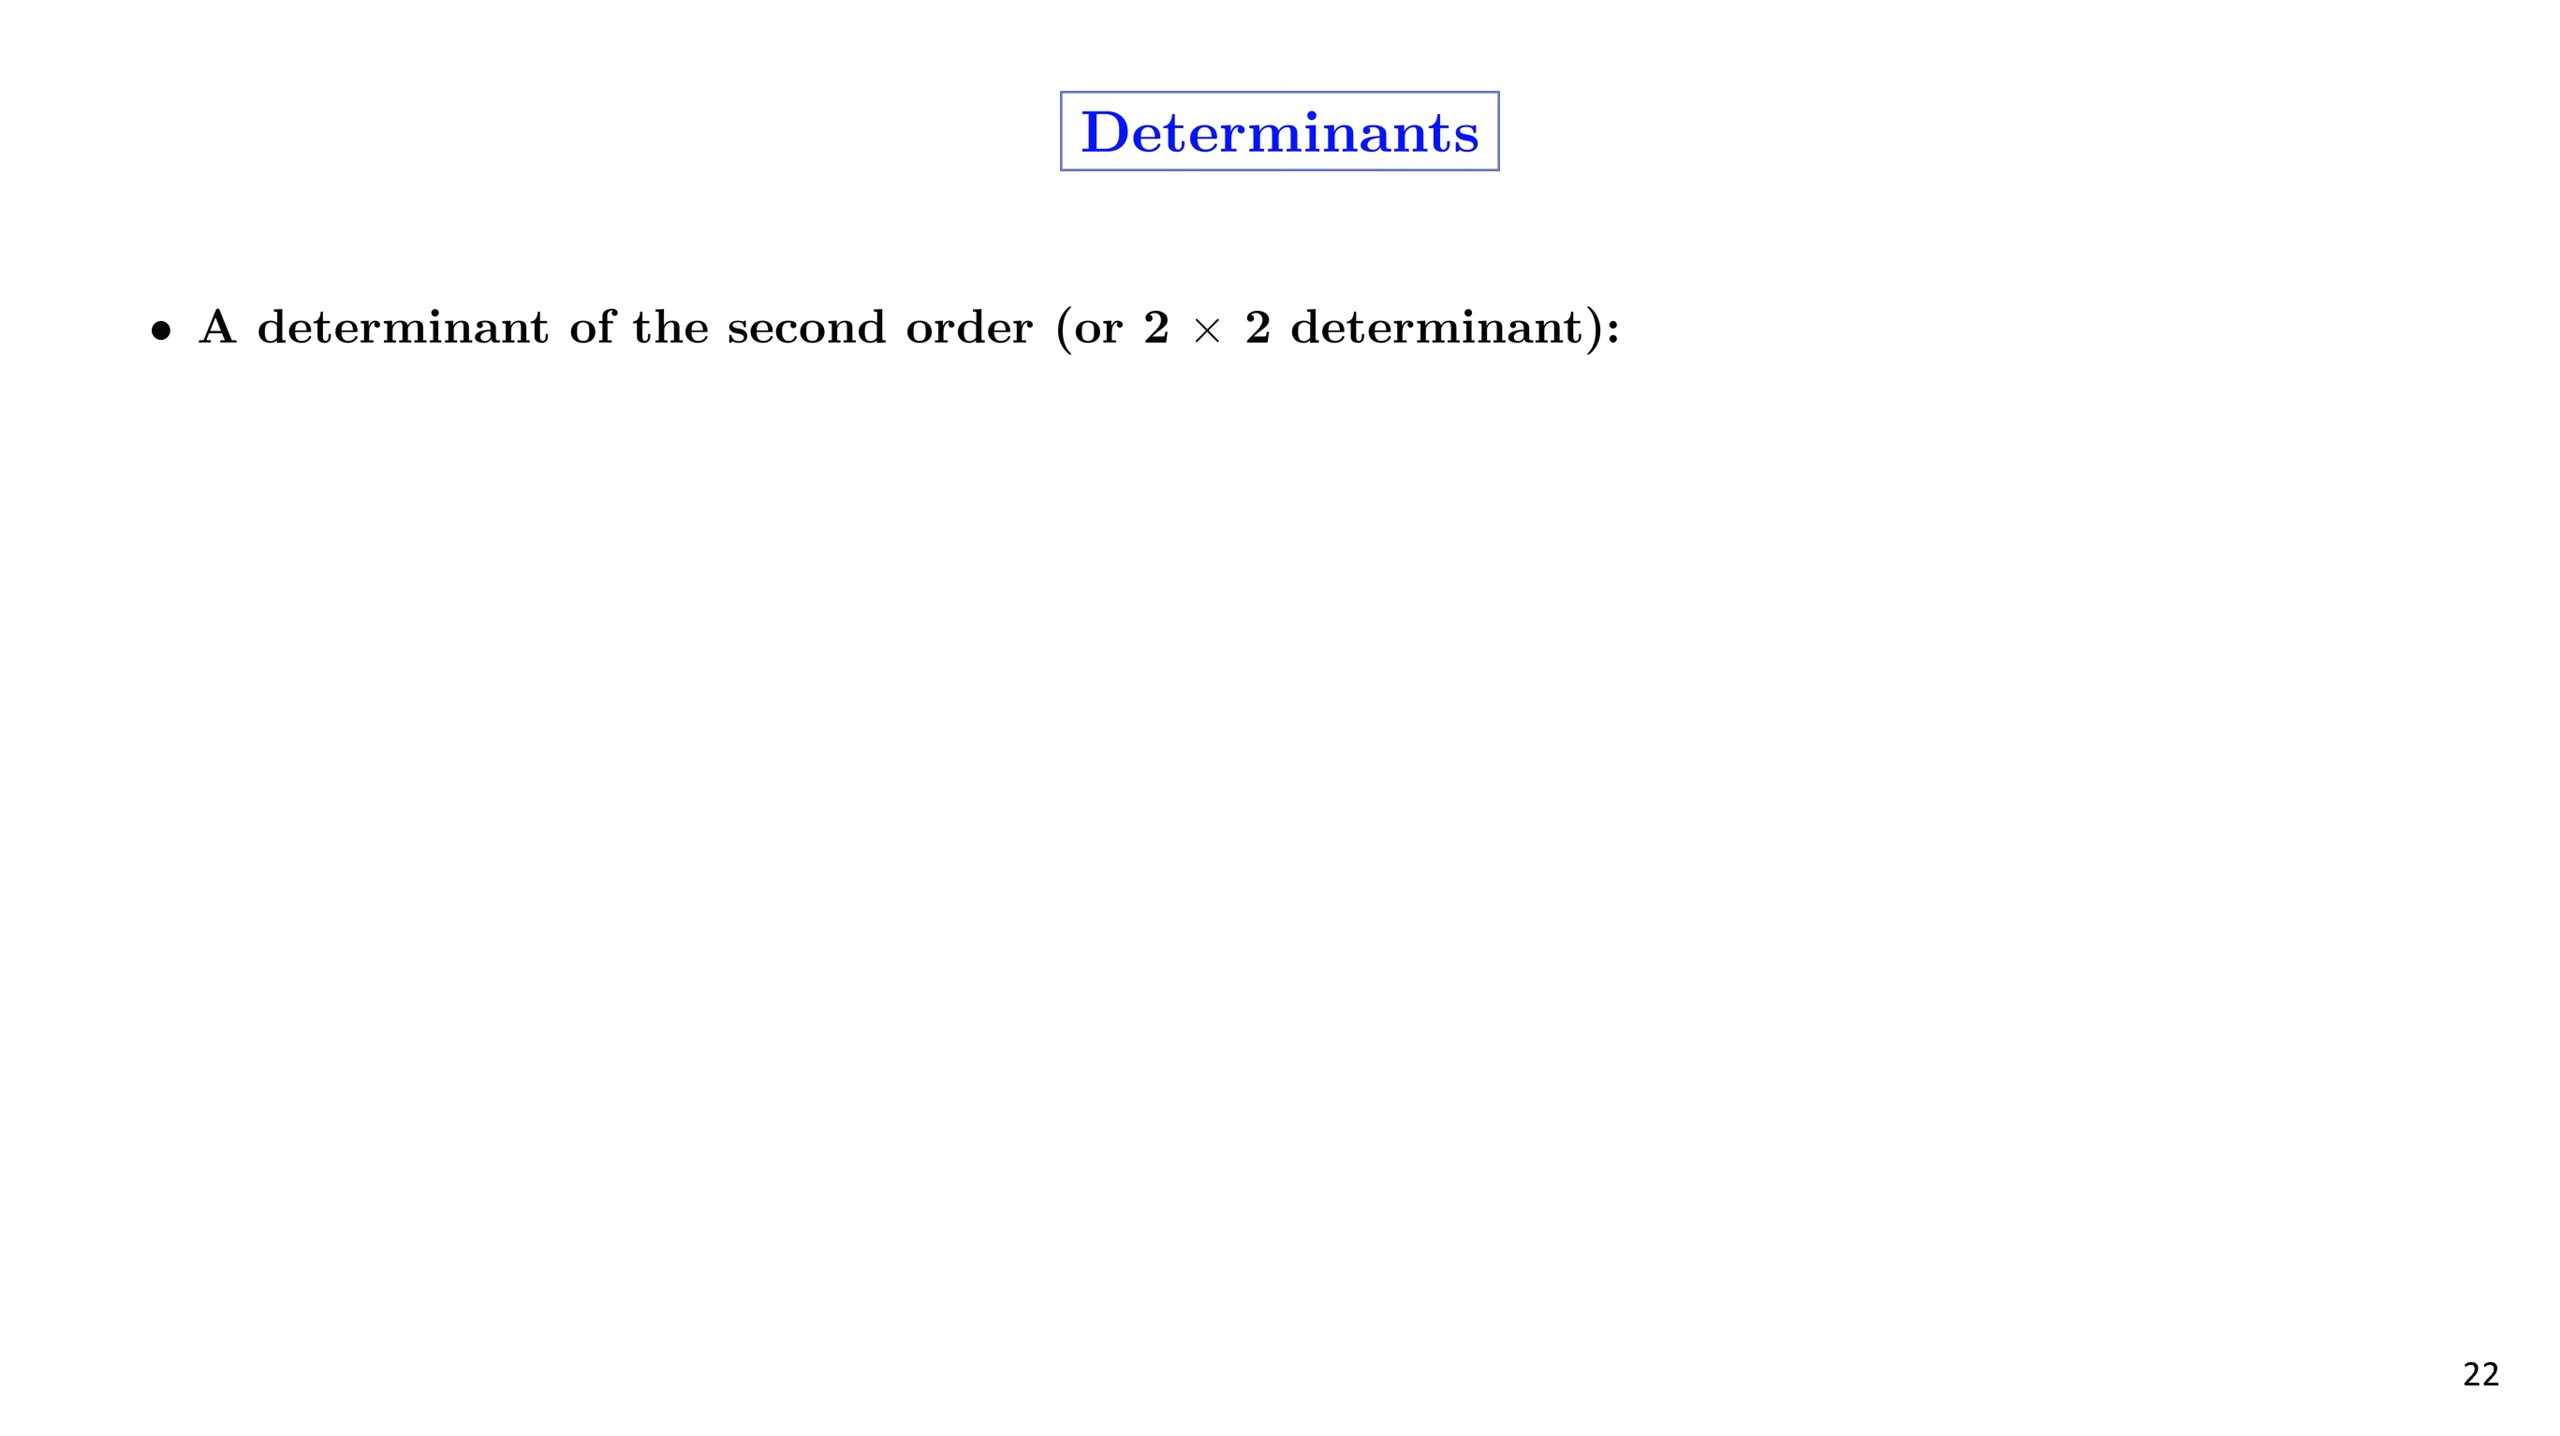 Determinants
• A determinant of the second order (or 2 × 2 determinant):
22